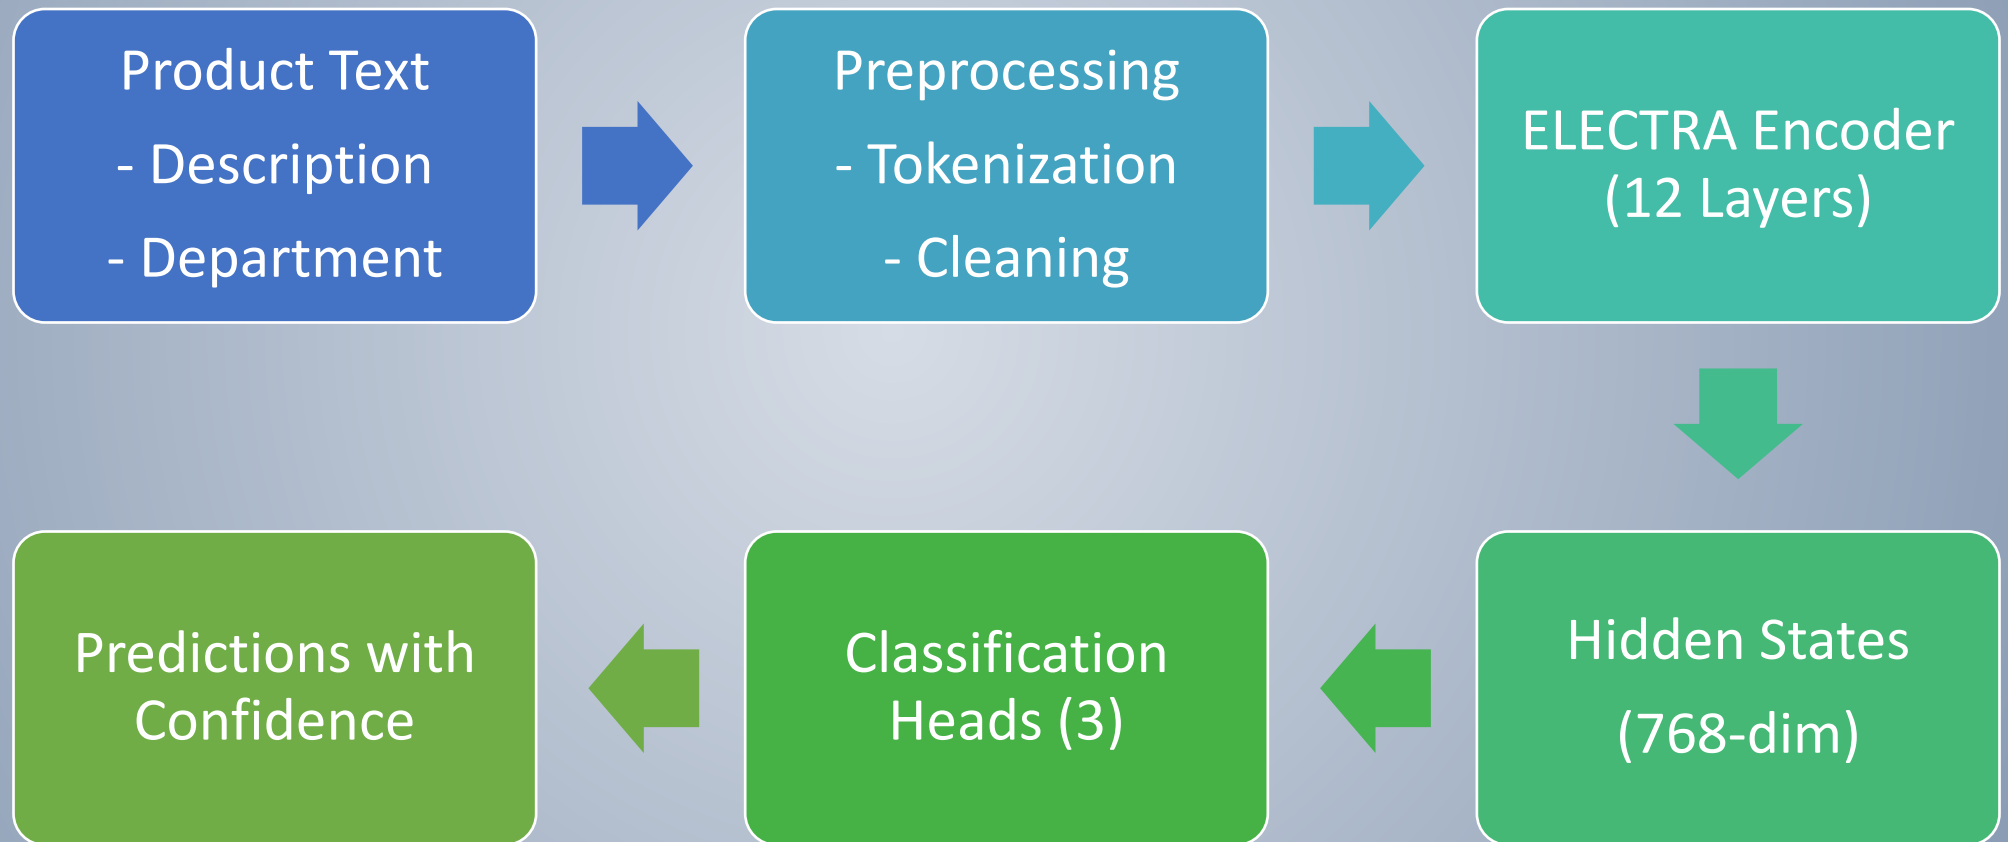 Product Text
- Description
- Department
Preprocessing
- Tokenization
- Cleaning
ELECTRA Encoder
(12 Layers)
Hidden States
(768-dim)
Classification
Heads (3)
Predictions with
Confidence